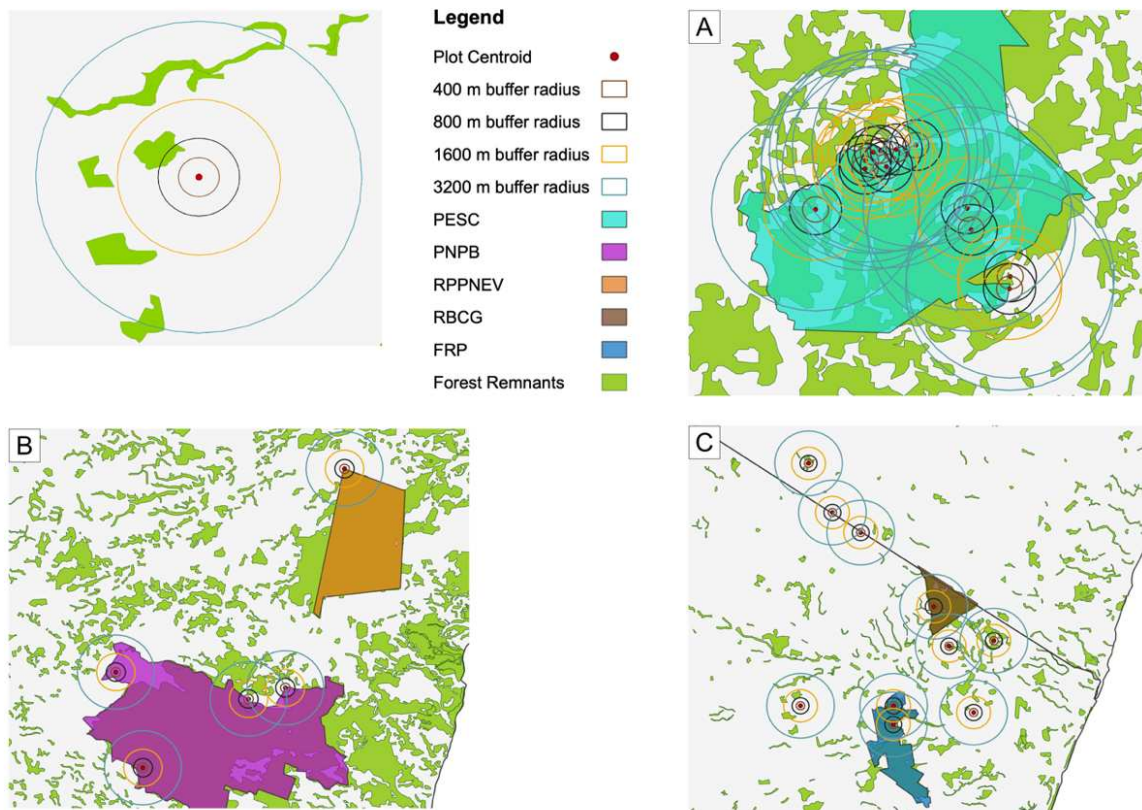 Legend
Plot Centroid
400 m buffer radius
800 m buffer radius
1600 m buffer radius
3200 m buffer radius
PESC
PNPB
RPPNEV
RBCG
FRP
Forest Remnants
A
B
C